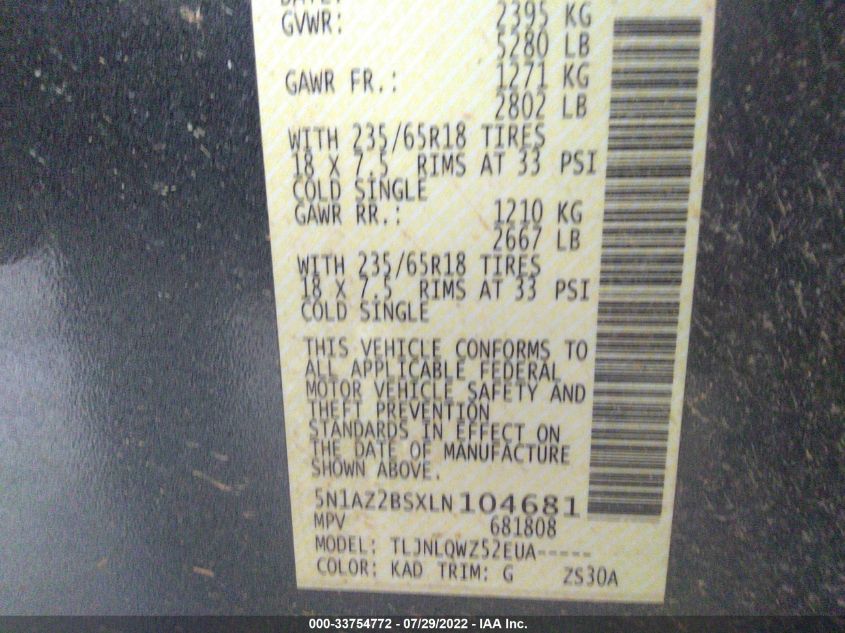 DATE:
GVWR: 2395 KG
5280 LB
GAWR FR.: 1271 KG
2802 LB
WITH 235/65R18 TIRES
18 X 7.5 RIMS AT 33 PSI
COLD SINGLE
GAWR RR.: 1210 KG
2667 LB
WITH 235/65R18 TIRES
18 X 7.5 RIMS AT 33 PSI
COLD SINGLE
THIS VEHICLE CONFORMS TO
ALL APPLICABLE FEDERAL
MOTOR VEHICLE SAFETY AND
THEFT PREVENTION
STANDARDS IN EFFECT ON
THE DATE OF MANUFACTURE
SHOWN ABOVE.
5N1AZ2BSXLN104681
MPV 681808
MODEL: TLJNLQWZ52EUA-----
COLOR: KAD TRIM: G ZS30A
000-33754772 - 07/29/2022 - IAA Inc.